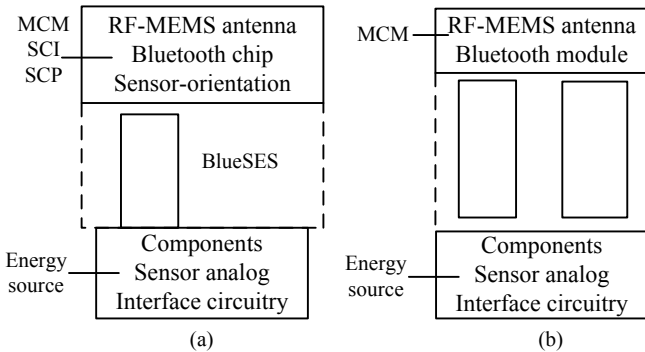 MCM
SCI
SCP
RF-MEMS antenna
Bluetooth chip
Sensor-orientation
BlueSES
Energy
source
Components
Sensor analog
Interface circuitry
(a)
MCM
RF-MEMS antenna
Bluetooth module
Energy
source
Components
Sensor analog
Interface circuitry
(b)